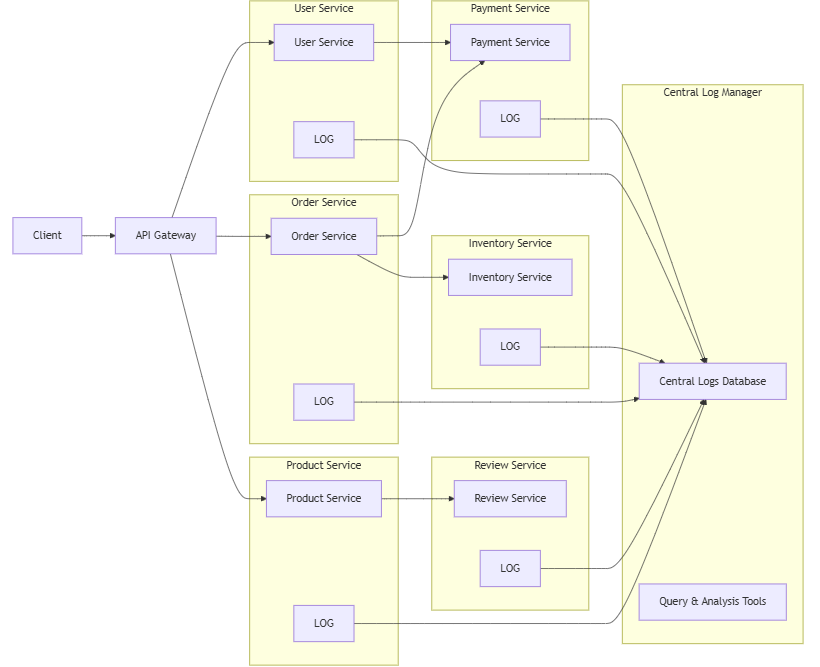 User Service
User Service
LOG
Payment Service
Payment Service
LOG
Central Log Manager
Order Service
Order Service
LOG
Client
API Gateway
Inventory Service
Inventory Service
LOG
Central Logs Database
Product Service
Product Service
LOG
Review Service
Review Service
LOG
Query & Analysis Tools